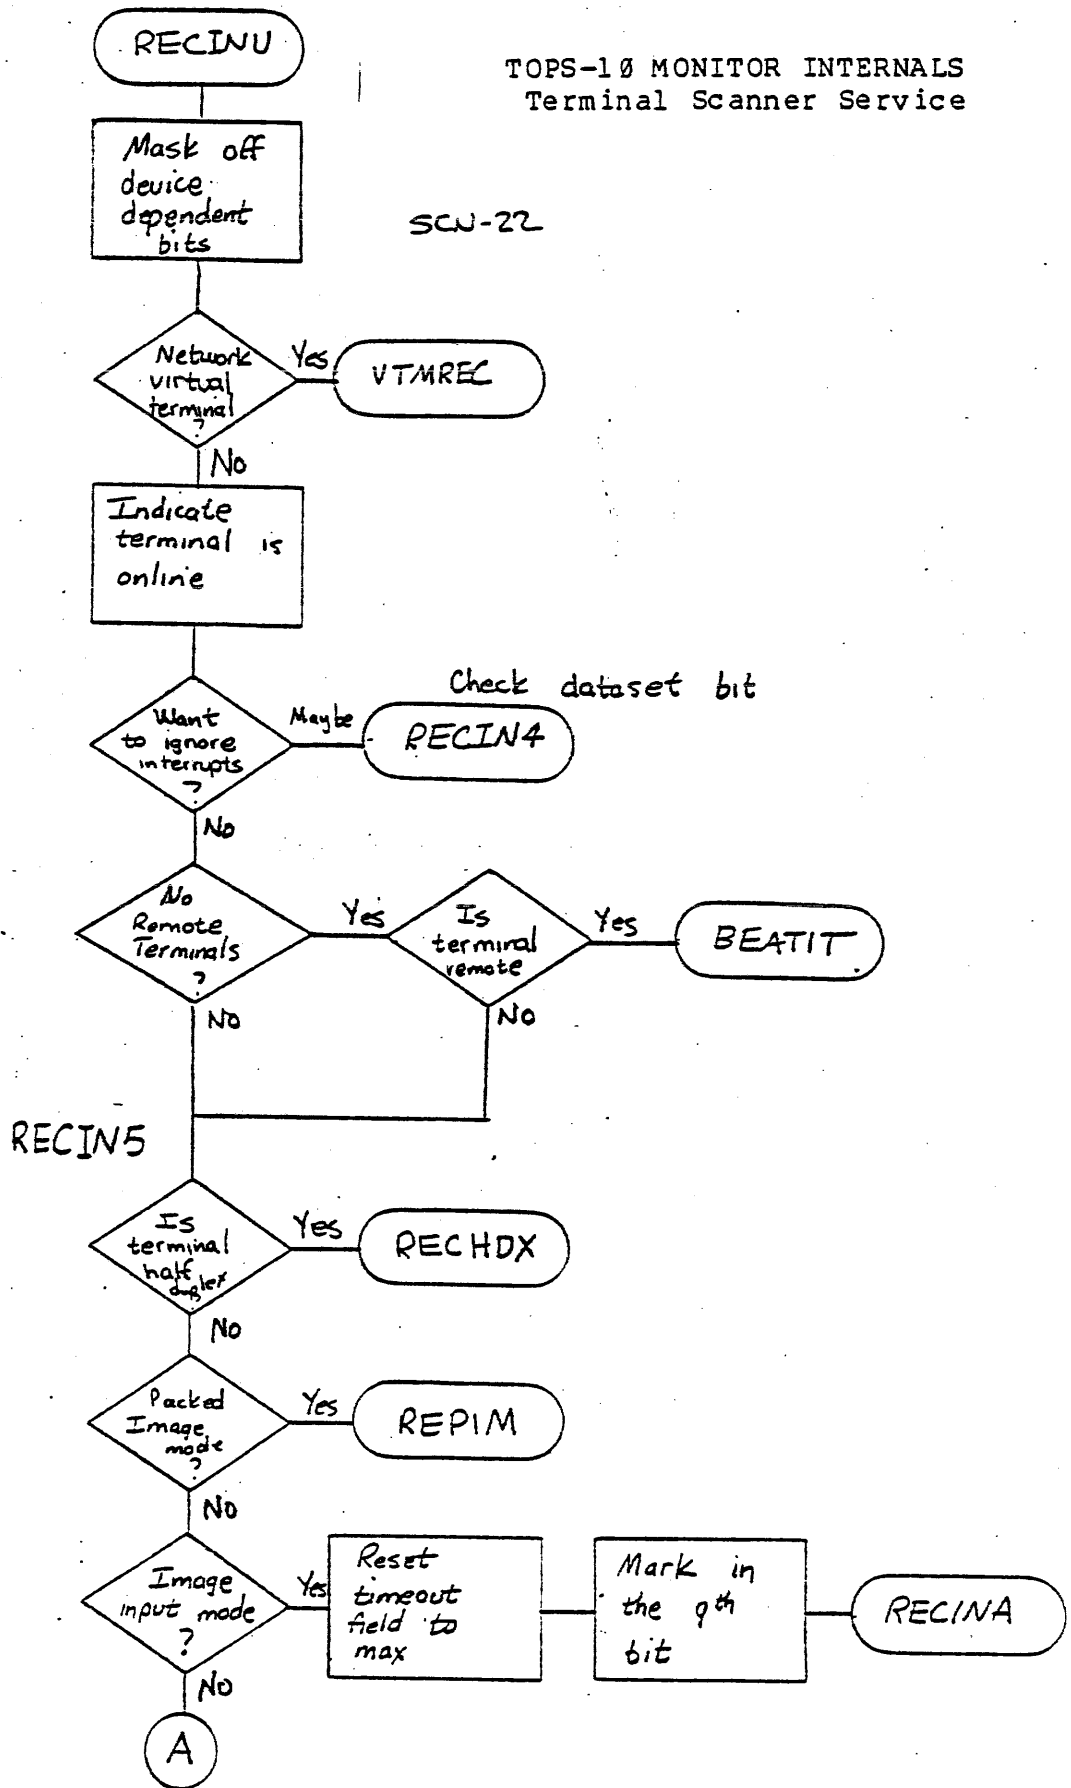 RECINU
TOPS-10 MONITOR INTERNALS
Terminal Scanner Service
Mask off
device
dependent
bits
SCN-22
Network
virtual
terminal
?
Yes
VTMREC
No
Indicate
terminal is
online
Check dataset bit
Want
to ignore
interrupts
?
Maybe
RECIN4
No
No
Remote
Terminals
?
Yes
Is
terminal
remote
Yes
BEATIT
No
No
RECIN5
Is
terminal
half
duplex
Yes
RECHDX
No
Packed
Image
mode
?
Yes
REPIM
No
Image
input mode
?
Yes
Reset
timeout
field to
max
Mark in
the 9th
bit
RECINA
No
A